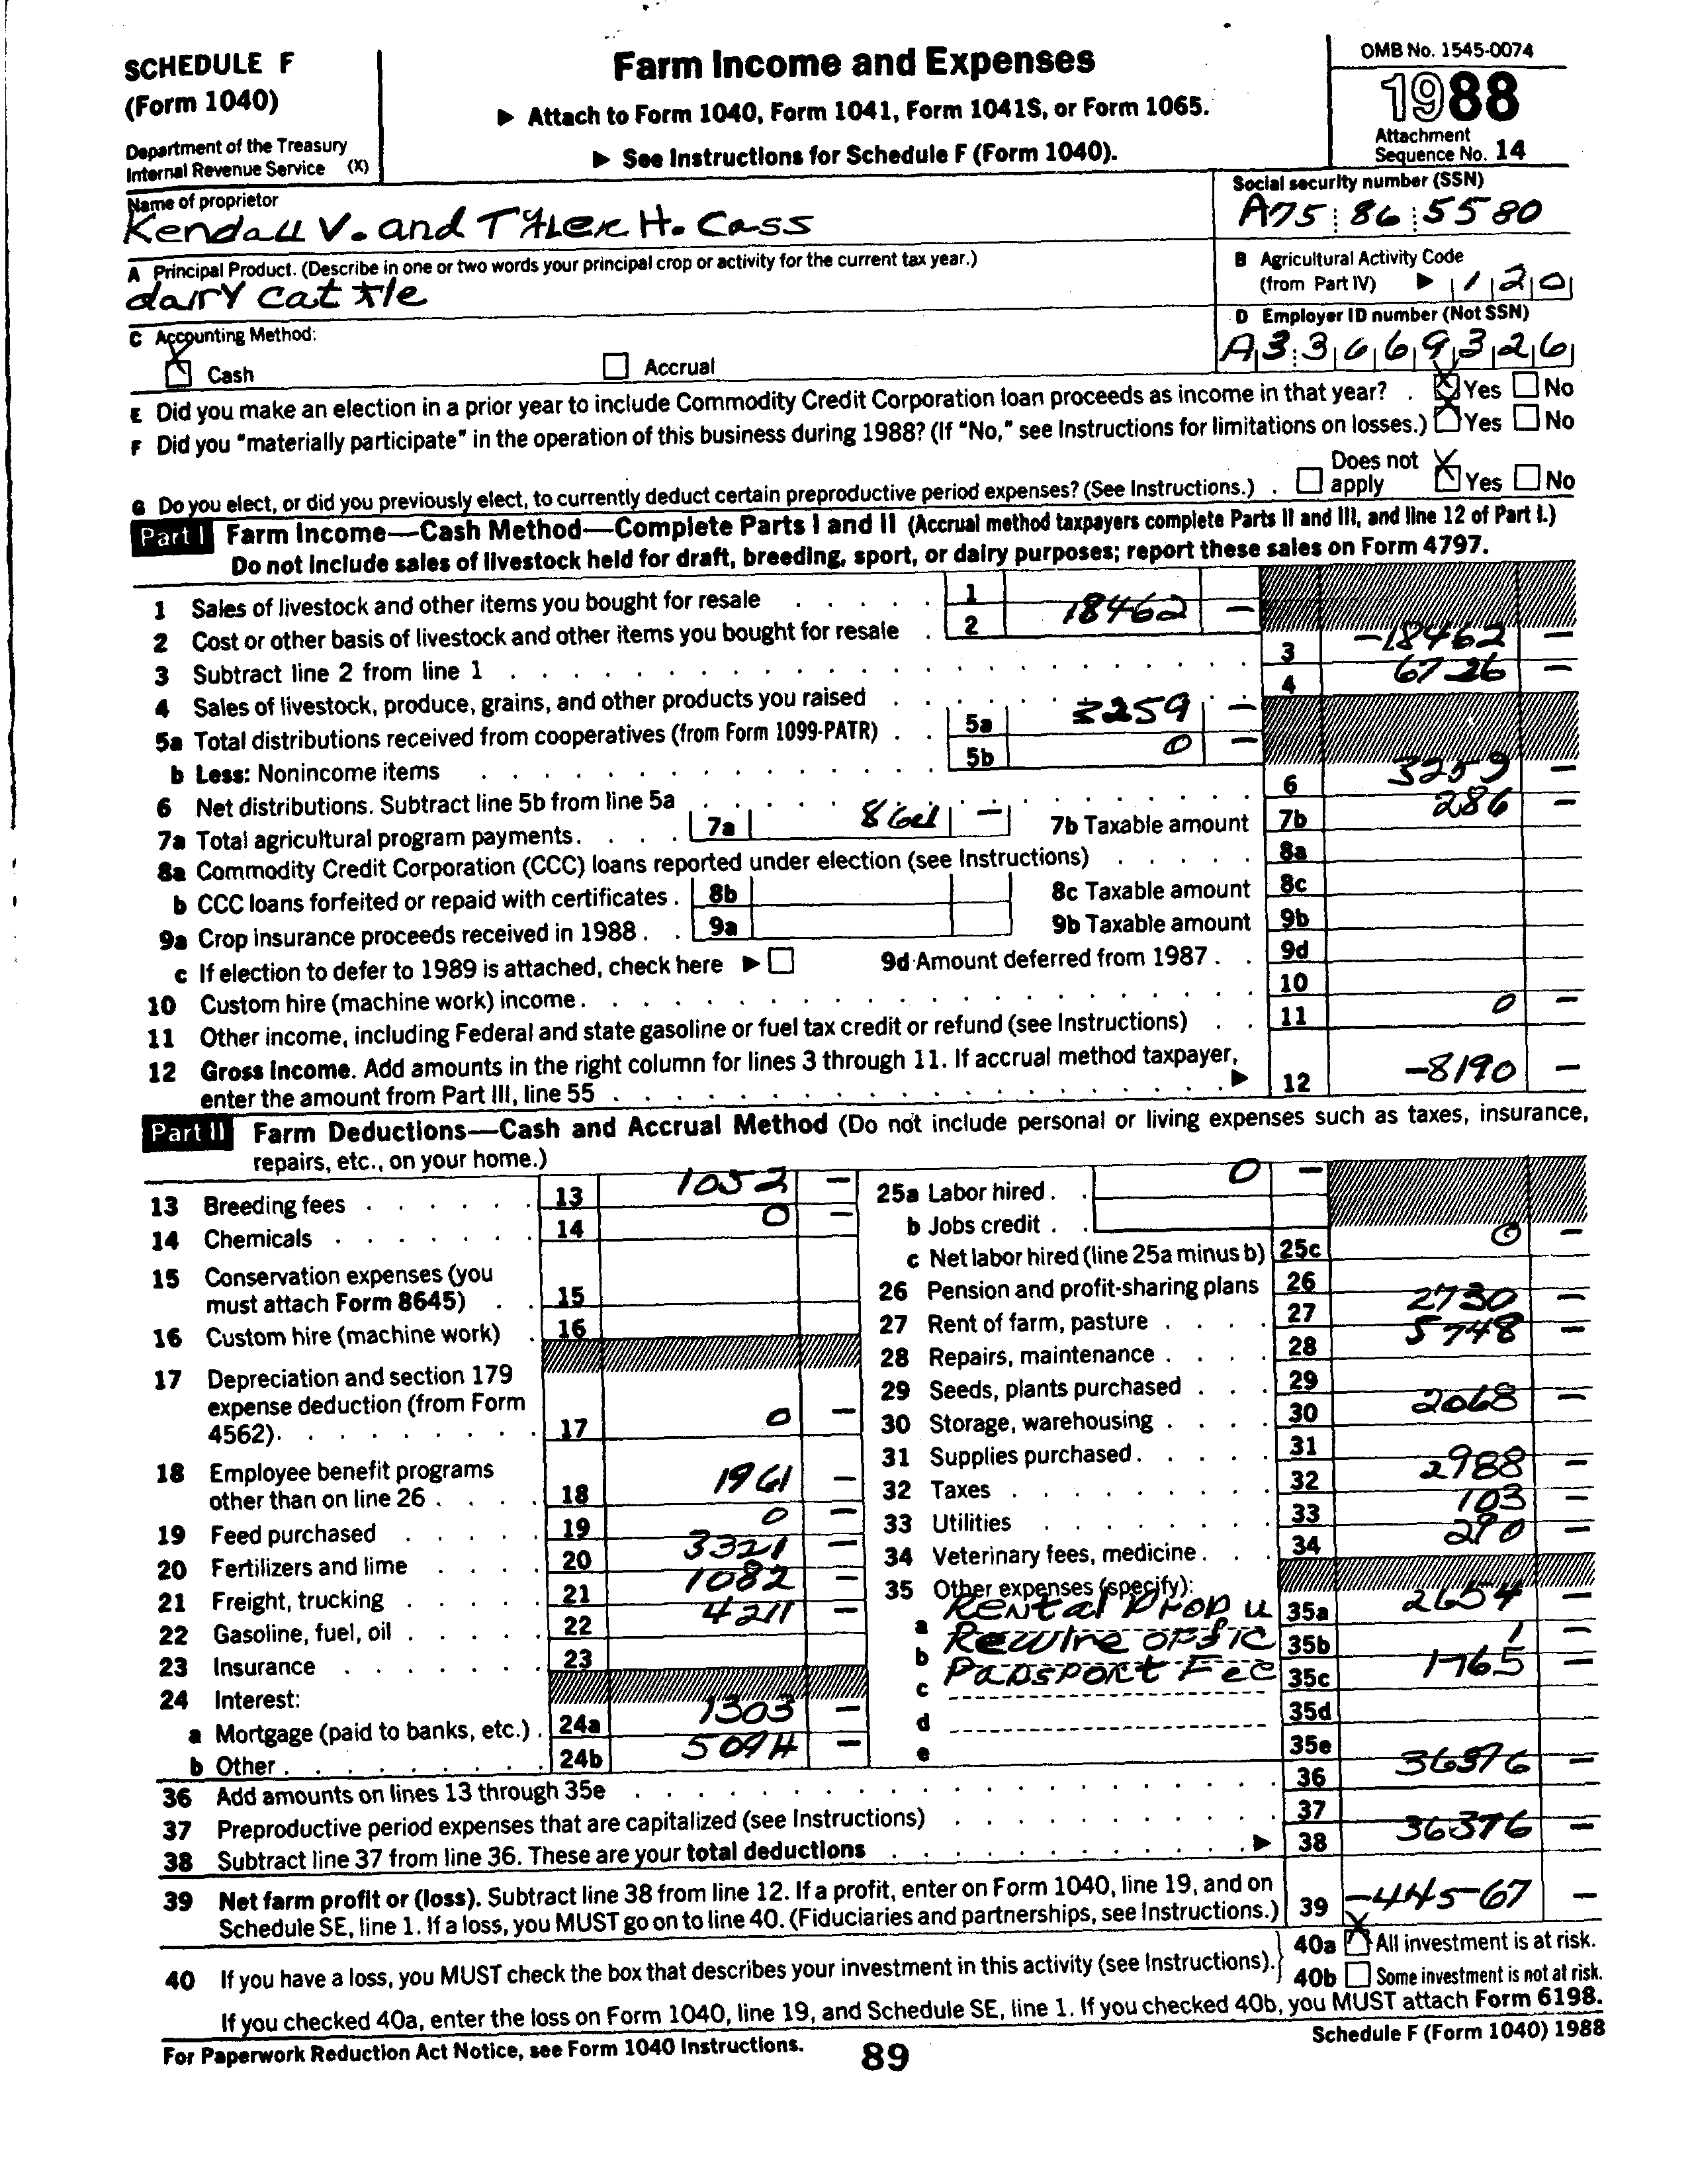 SCHEDULE F
(Form 1040)
Department of the Treasury
Internal Revenue Service (X)
Farm Income and Expenses
▶ Attach to Form 1040, Form 1041, Form 1041S, or Form 1065.
▶ See Instructions for Schedule F (Form 1040).
OMB No. 1545-0074
1988
Attachment
Sequence No. 14
Name of proprietor
Kendall V. and TYLER H. Cass
Social security number (SSN)
A75 86 5580
A Principal Product. (Describe in one or two words your principal crop or activity for the current tax year.)
dairy cattle
B Agricultural Activity Code
(from Part IV) ▶ 120
C Accounting Method:
X Cash Accrual
D Employer ID number (Not SSN)
A33669326
E Did you make an election in a prior year to include Commodity Credit Corporation loan proceeds as income in that year? . X Yes No
F Did you "materially participate" in the operation of this business during 1988? (If "No," see Instructions for limitations on losses.) X Yes No
G Do you elect, or did you previously elect, to currently deduct certain preproductive period expenses? (See Instructions.) . Does not apply X Yes No
Part I Farm Income—Cash Method—Complete Parts I and II (Accrual method taxpayers complete Parts II and III, and line 12 of Part I.)
Do not include sales of livestock held for draft, breeding, sport, or dairy purposes; report these sales on Form 4797.
1 Sales of livestock and other items you bought for resale 1
2 Cost or other basis of livestock and other items you bought for resale 2 18462 –
3 Subtract line 2 from line 1 3 -18462 –
4 Sales of livestock, produce, grains, and other products you raised 4 6726 –
5a Total distributions received from cooperatives (from Form 1099-PATR) 5a 3259 –
b Less: Nonincome items 5b 0 –
6 Net distributions. Subtract line 5b from line 5a 6 3259 –
7a Total agricultural program payments. 7a – 7b Taxable amount 7b 286 –
8a Commodity Credit Corporation (CCC) loans reported under election (see Instructions) 8a
b CCC loans forfeited or repaid with certificates . 8b 8c Taxable amount 8c
9a Crop insurance proceeds received in 1988 . 9a 9b Taxable amount 9b
c If election to defer to 1989 is attached, check here ▶ 9d Amount deferred from 1987 . 9d
10 Custom hire (machine work) income. 10
11 Other income, including Federal and state gasoline or fuel tax credit or refund (see Instructions) 11 0 –
12 Gross income. Add amounts in the right column for lines 3 through 11. If accrual method taxpayer,
enter the amount from Part III, line 55 ▶ 12 -8190 –
Part II Farm Deductions—Cash and Accrual Method (Do not include personal or living expenses such as taxes, insurance,
repairs, etc., on your home.)
13 Breeding fees 13 1052 –
14 Chemicals 14 0 –
15 Conservation expenses (you
must attach Form 8645) 15
16 Custom hire (machine work) 16
17 Depreciation and section 179
expense deduction (from Form
4562). 17 0 –
18 Employee benefit programs
other than on line 26 18 1961 –
19 Feed purchased 19 0 –
20 Fertilizers and lime 20 3321 –
21 Freight, trucking 21 1082 –
22 Gasoline, fuel, oil 22 4211 –
23 Insurance 23
24 Interest:
a Mortgage (paid to banks, etc.) . 24a 1303 –
b Other . 24b 5094 –
25a Labor hired . 0 –
b Jobs credit .
c Net labor hired (line 25a minus b) 25c 0 –
26 Pension and profit-sharing plans 26
27 Rent of farm, pasture 27 2730 –
28 Repairs, maintenance 28 5748 –
29 Seeds, plants purchased 29
30 Storage, warehousing 30 2068 –
31 Supplies purchased. 31
32 Taxes 32 2988 –
33 Utilities 33 103 –
34 Veterinary fees, medicine. 34 290 –
35 Other expenses (specify):
a Rental Prop u 35a 2654 –
b Rewire offic 35b 1 –
c Passport Fee 35c 1765 –
d 35d
e 35e
36 Add amounts on lines 13 through 35e 36 36376 –
37 Preproductive period expenses that are capitalized (see Instructions) 37
38 Subtract line 37 from line 36. These are your total deductions ▶ 38 36376 –
39 Net farm profit or (loss). Subtract line 38 from line 12. If a profit, enter on Form 1040, line 19, and on
Schedule SE, line 1. If a loss, you MUST go on to line 40. (Fiduciaries and partnerships, see Instructions.) 39 -44567 –
40 If you have a loss, you MUST check the box that describes your investment in this activity (see Instructions). 40a X All investment is at risk.
40b Some investment is not at risk.
If you checked 40a, enter the loss on Form 1040, line 19, and Schedule SE, line 1. If you checked 40b, you MUST attach Form 6198.
For Paperwork Reduction Act Notice, see Form 1040 Instructions.
89
Schedule F (Form 1040) 1988